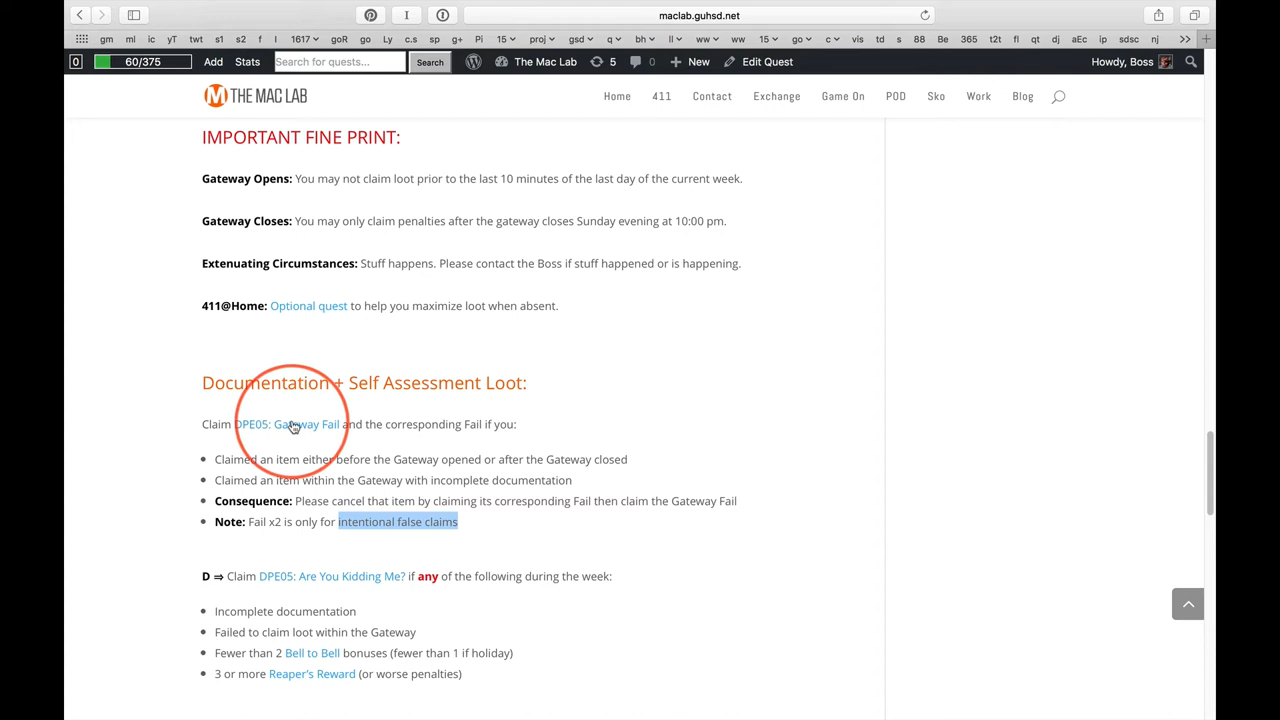 maclab.guhsd.net
gm ml ic yT twt s1 s2 f I 1617 goR go Ly c.s sp g+ Pi 15 proj gsd q bh ll ww ww 15 go c vis td s 88 Be 365 t2t fl qt dj aEc ip sdsc nj
0 60/375 Add Stats Search for quests... Search The Mac Lab 5 0 New Edit Quest Howdy, Boss
M THE MAC LAB Home 411 Contact Exchange Game On POD Sko Work Blog
IMPORTANT FINE PRINT:
Gateway Opens: You may not claim loot prior to the last 10 minutes of the last day of the current week.
Gateway Closes: You may only claim penalties after the gateway closes Sunday evening at 10:00 pm.
Extenuating Circumstances: Stuff happens. Please contact the Boss if stuff happened or is happening.
411@Home: Optional quest to help you maximize loot when absent.
Documentation + Self Assessment Loot:
Claim DPE05: Gateway Fail and the corresponding Fail if you:
Claimed an item either before the Gateway opened or after the Gateway closed
Claimed an item within the Gateway with incomplete documentation
Consequence: Please cancel that item by claiming its corresponding Fail then claim the Gateway Fail
Note: Fail x2 is only for intentional false claims
D ⇒ Claim DPE05: Are You Kidding Me? if any of the following during the week:
Incomplete documentation
Failed to claim loot within the Gateway
Fewer than 2 Bell to Bell bonuses (fewer than 1 if holiday)
3 or more Reaper's Reward (or worse penalties)